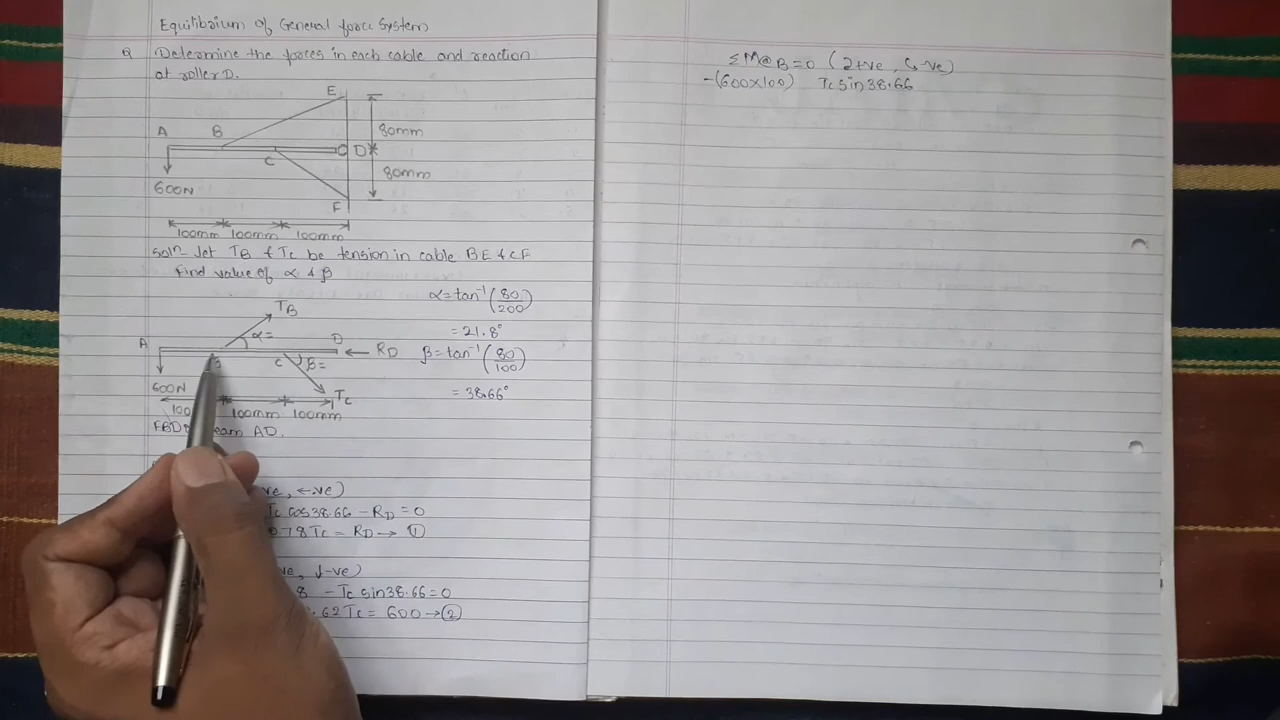 Equilibrium of General force System
Q Determine the forces in each cable and reaction
at roller D.
E
A B 80mm
C D
80mm
600N
F
100mm 100mm 100mm
Soln- Let TB & TC be tension in cable BE & CF
Find value of α & β
TB α=tan⁻¹(80/200)
α= =21.8°
A D
B C β= RD β=tan⁻¹(80/100)
600N TC =38.66°
100mm 100mm
AD.
ve, ←-ve)
TC cos38.66 -RD =0
0.78TC = RD → ①
ve, ↓-ve)
8 -TC sin38.66=0
.62TC = 600 → ②
ΣM@B=0 (↻+ve, ↺-ve)
-(600×100) TC sin38.66